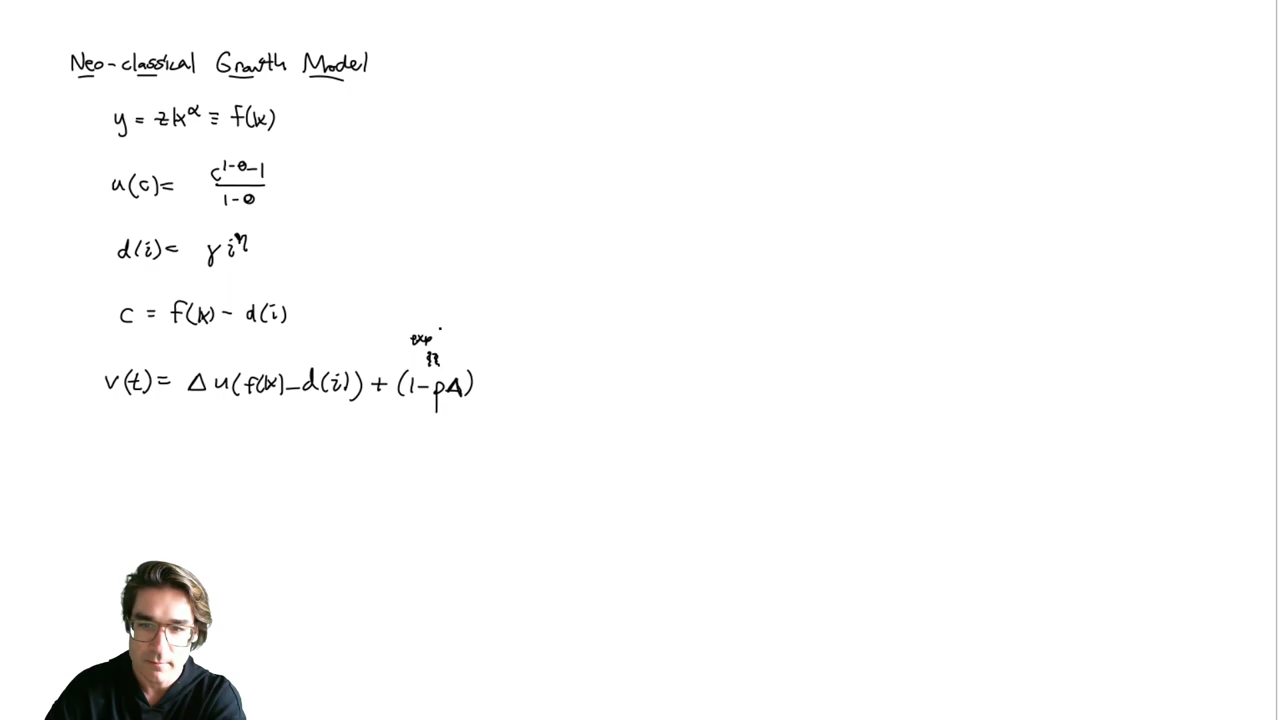 Neo-classical Growth Model
y = zk^α ≡ f(k)
u(c) = (c^{1-θ} - 1) / (1-θ)
d(i) = γ i^η
c = f(k) - d(i)
exp
≈
v(t) = Δ u(f(k) - d(i)) + (1-ρΔ)